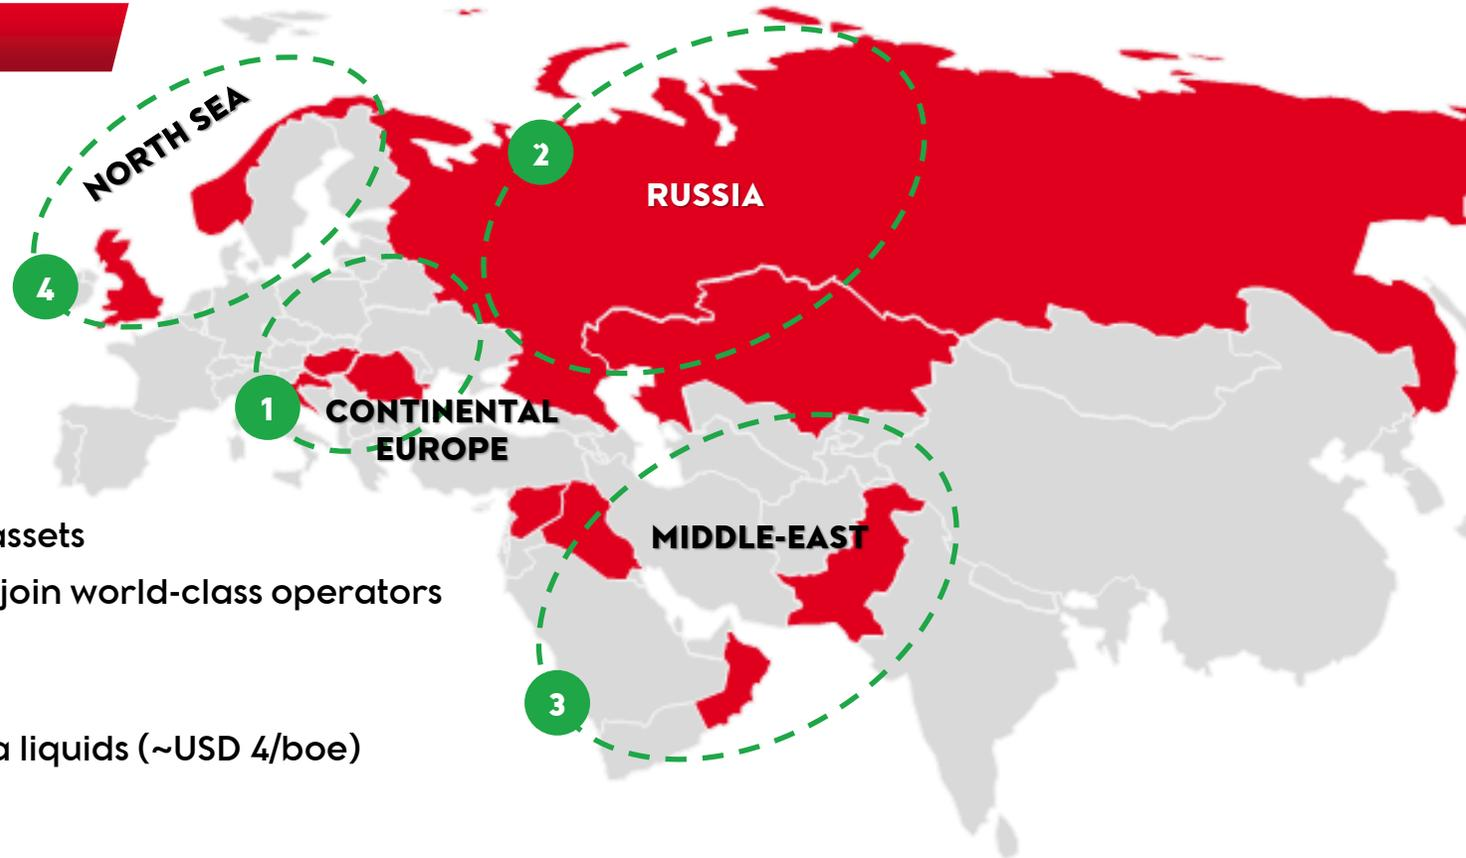 NORTH SEA
2
RUSSIA
4
1
CONTINENTAL
EUROPE
assets
MIDDLE-EAST
join world-class operators
3
a liquids (~USD 4/boe)